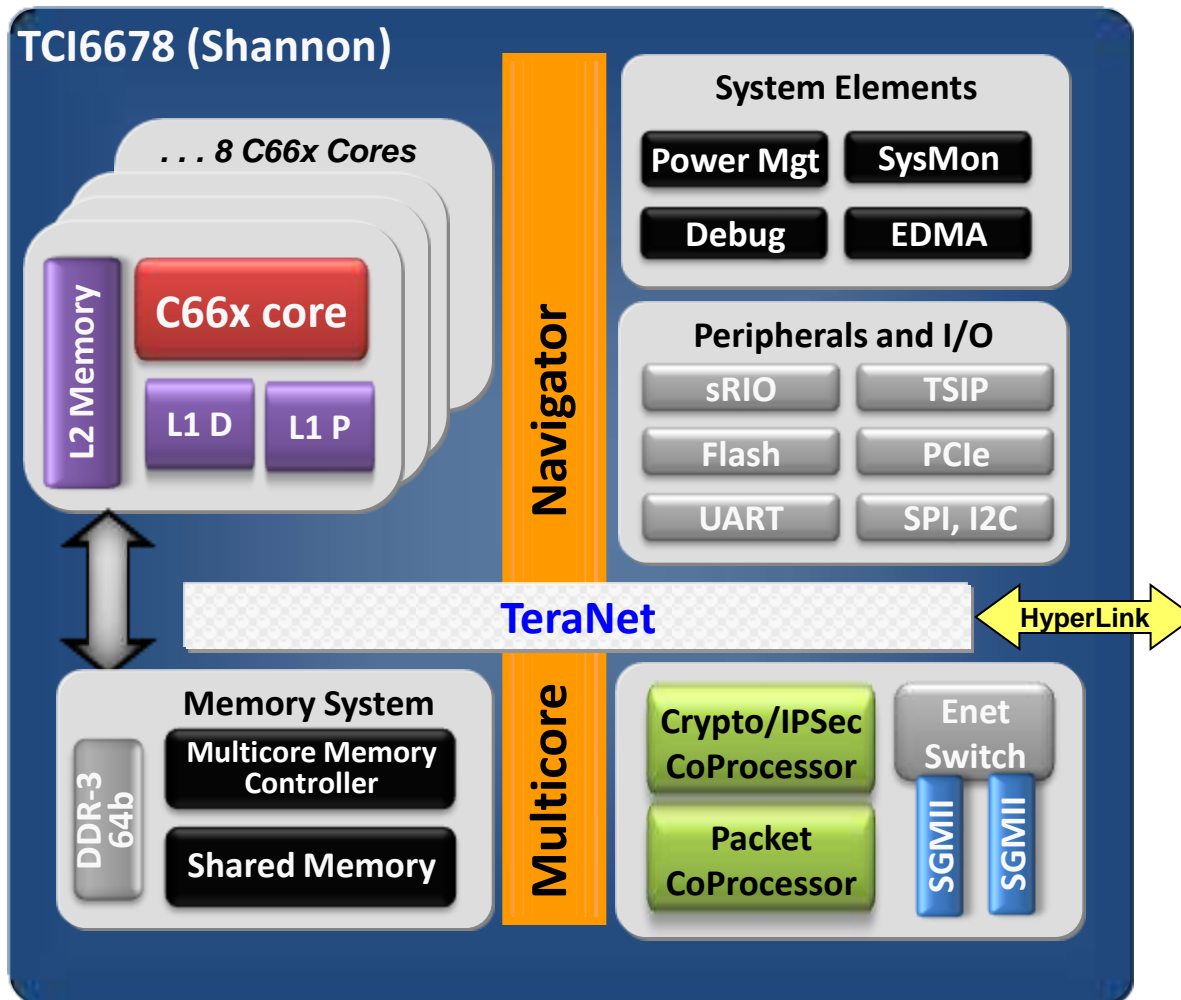 TCI6678 (Shannon)
. . . 8 C66x Cores
L2 Memory
C66x core
L1 D
L1 P
Multicore Navigator
System Elements
Power Mgt
SysMon
Debug
EDMA
Peripherals and I/O
sRIO
TSIP
Flash
PCIe
UART
SPI, I2C
TeraNet
HyperLink
Memory System
DDR-3
64b
Multicore Memory
Controller
Shared Memory
Crypto/IPSec
CoProcessor
Packet
CoProcessor
Enet
Switch
SGMII
SGMII